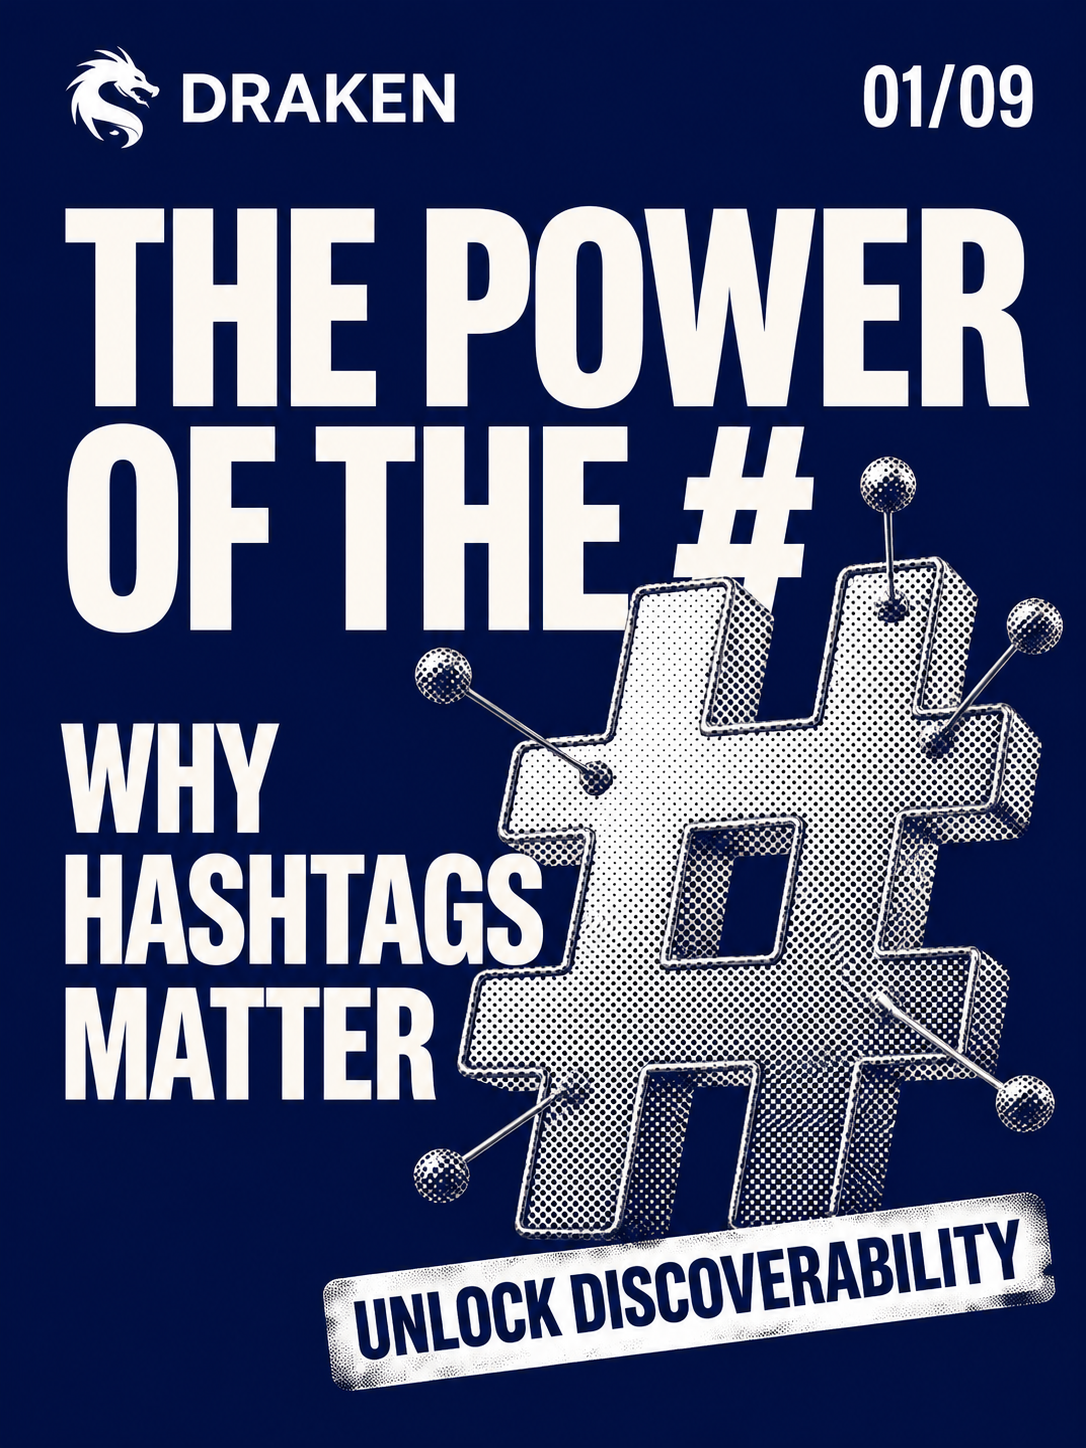 DRAKEN
01/09
THE POWER
OF THE #
WHY
HASHTAGS
MATTER
UNLOCK DISCOVERABILITY